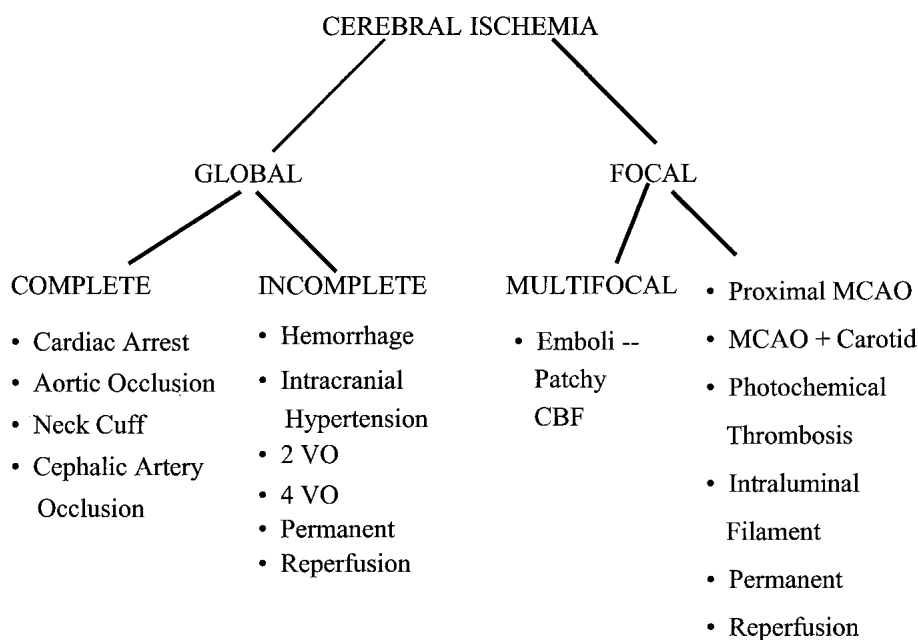 CEREBRAL ISCHEMIA
GLOBAL
FOCAL
COMPLETE
• Cardiac Arrest
• Aortic Occlusion
• Neck Cuff
• Cephalic Artery
Occlusion
INCOMPLETE
• Hemorrhage
• Intracranial
Hypertension
• 2 VO
• 4 VO
• Permanent
• Reperfusion
MULTIFOCAL
• Emboli --
Patchy
CBF
• Proximal MCAO
• MCAO + Carotid
• Photochemical
Thrombosis
• Intraluminal
Filament
• Permanent
• Reperfusion